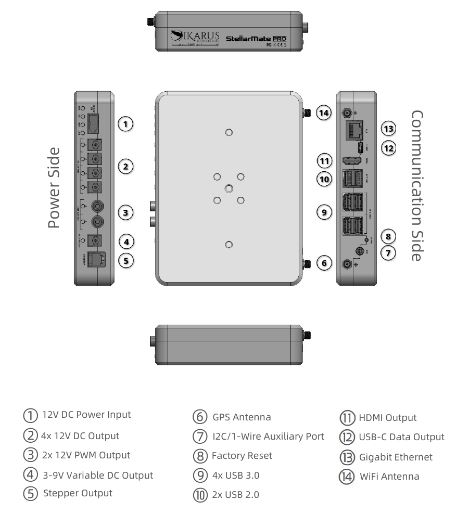 IKARUS
StellarMate PRO
Power Side
Communication Side
1
2
3
4
5
14
13
12
11
10
9
8
7
6
1 12V DC Power Input
2 4x 12V DC Output
3 2x 12V PWM Output
4 3-9V Variable DC Output
5 Stepper Output
6 GPS Antenna
7 I2C/1-Wire Auxiliary Port
8 Factory Reset
9 4x USB 3.0
10 2x USB 2.0
11 HDMI Output
12 USB-C Data Output
13 Gigabit Ethernet
14 WiFi Antenna